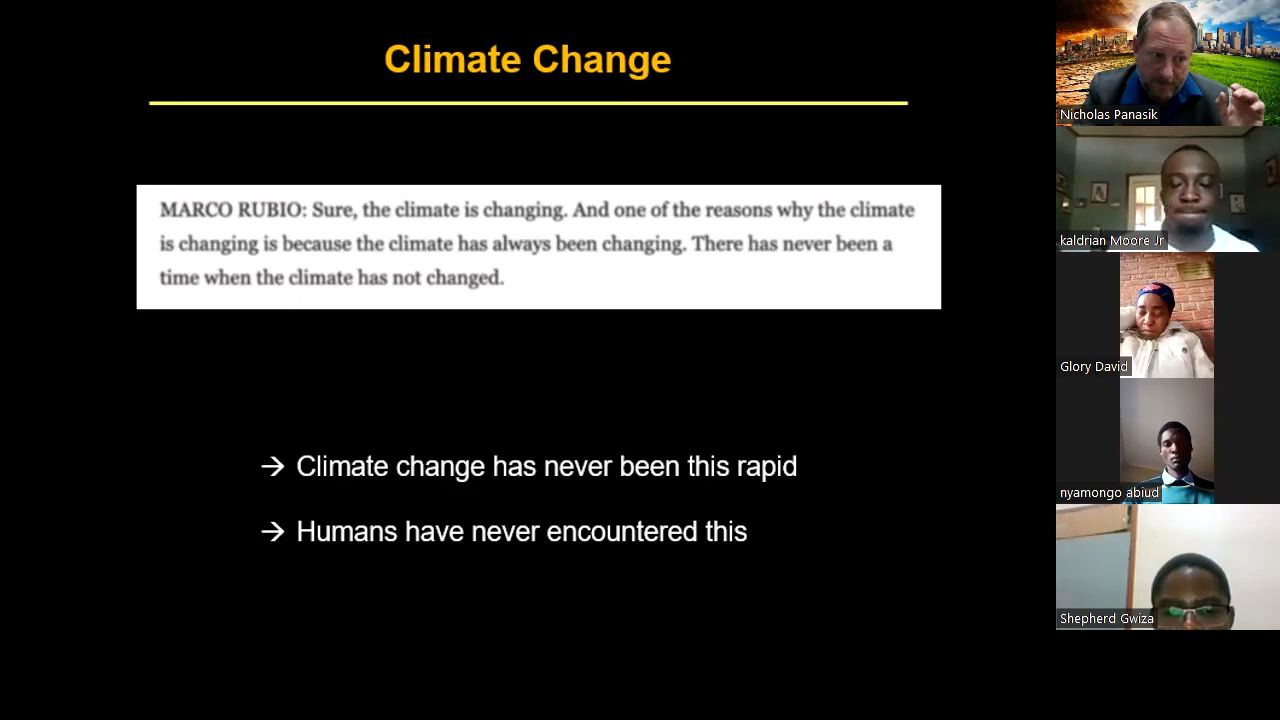 Climate Change
MARCO RUBIO: Sure, the climate is changing. And one of the reasons why the climate
is changing is because the climate has always been changing. There has never been a
time when the climate has not changed.
→ Climate change has never been this rapid
→ Humans have never encountered this
Nicholas Panasik
kaldrian Moore Jr
Glory David
nyamongo abiud
Shepherd Gwiza